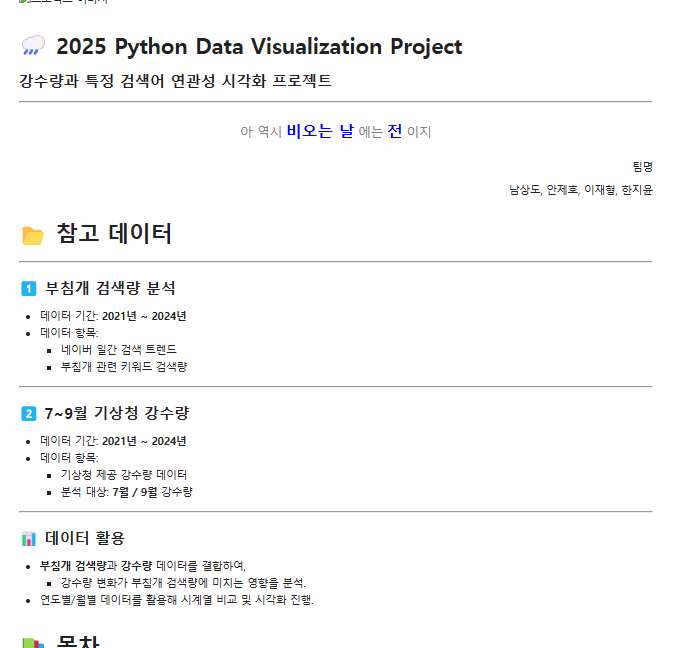 2025 Python Data Visualization Project
강수량과 특정 검색어 연관성 시각화 프로젝트
아 역시 비오는 날 에는 전 이지
팀명
남상도, 안제호, 이재형, 한지윤
참고 데이터
1 부침개 검색량 분석
데이터 기간: 2021년 ~ 2024년
데이터 항목:
네이버 일간 검색 트렌드
부침개 관련 키워드 검색량
2 7~9월 기상청 강수량
데이터 기간: 2021년 ~ 2024년
데이터 항목:
기상청 제공 강수량 데이터
분석 대상: 7월 / 9월 강수량
데이터 활용
부침개 검색량과 강수량 데이터를 결합하여,
강수량 변화가 부침개 검색량에 미치는 영향을 분석.
연도별/월별 데이터를 활용해 시계열 비교 및 시각화 진행.
목차